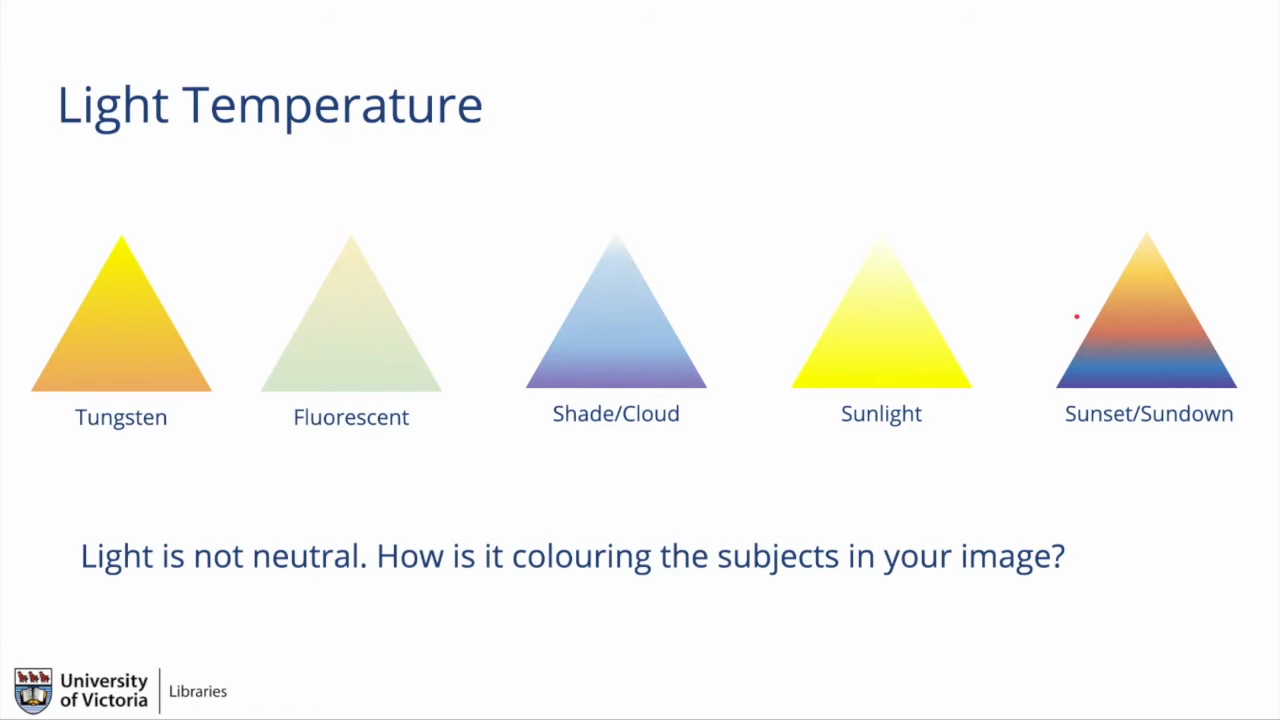 Light Temperature
Tungsten
Fluorescent
Shade/Cloud
Sunlight
Sunset/Sundown
Light is not neutral. How is it colouring the subjects in your image?
University
of Victoria
Libraries